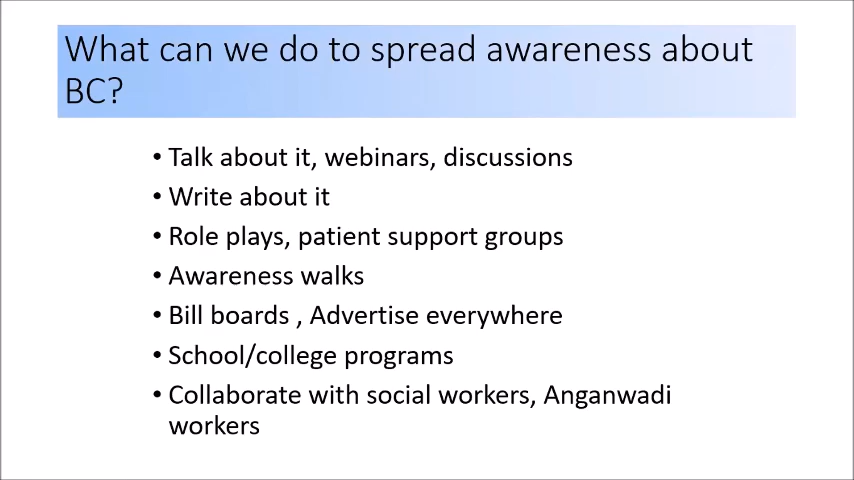 What can we do to spread awareness about
BC?
• Talk about it, webinars, discussions
• Write about it
• Role plays, patient support groups
• Awareness walks
• Bill boards , Advertise everywhere
• School/college programs
• Collaborate with social workers, Anganwadi
workers